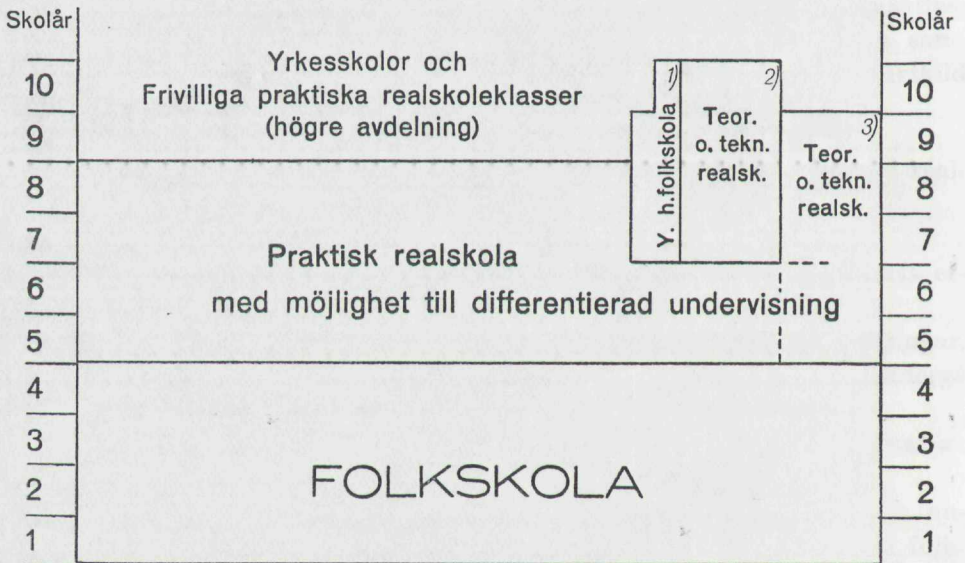 Skolår
Skolår
10
9
8
7
6
5
4
3
2
1
Yrkesskolor och
Frivilliga praktiska realskoleklasser
(högre avdelning)
Y. h.folkskola
1)
Teor.
o. tekn.
realsk.
2)
Teor.
o. tekn.
realsk.
3)
Praktisk realskola
med möjlighet till differentierad undervisning
FOLKSKOLA
10
9
8
7
6
5
4
3
2
1